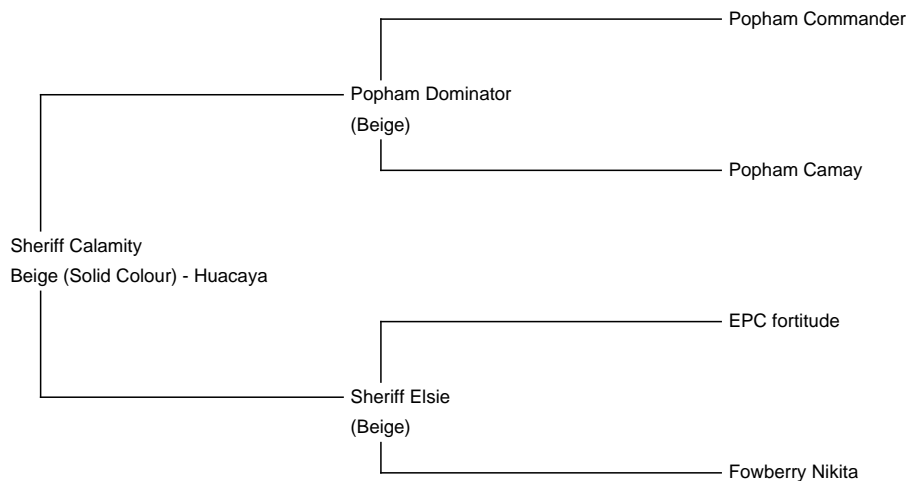 Popham Commander
Popham Dominator
(Beige)
Popham Camay
Sheriff Calamity
Beige (Solid Colour) - Huacaya
EPC fortitude
Sheriff Elsie
(Beige)
Fowberry Nikita